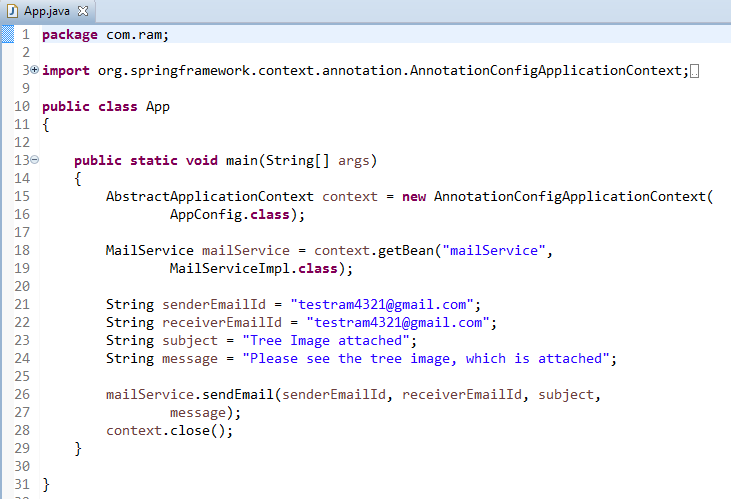 App.java
1 package com.ram;
2
3 import org.springframework.context.annotation.AnnotationConfigApplicationContext;
9
10 public class App
11 {
12
13     public static void main(String[] args)
14     {
15         AbstractApplicationContext context = new AnnotationConfigApplicationContext(
16                 AppConfig.class);
17
18         MailService mailService = context.getBean("mailService",
19                 MailServiceImpl.class);
20
21         String senderEmailId = "testram4321@gmail.com";
22         String receiverEmailId = "testram4321@gmail.com";
23         String subject = "Tree Image attached";
24         String message = "Please see the tree image, which is attached";
25
26         mailService.sendEmail(senderEmailId, receiverEmailId, subject,
27                 message);
28         context.close();
29     }
30
31 }